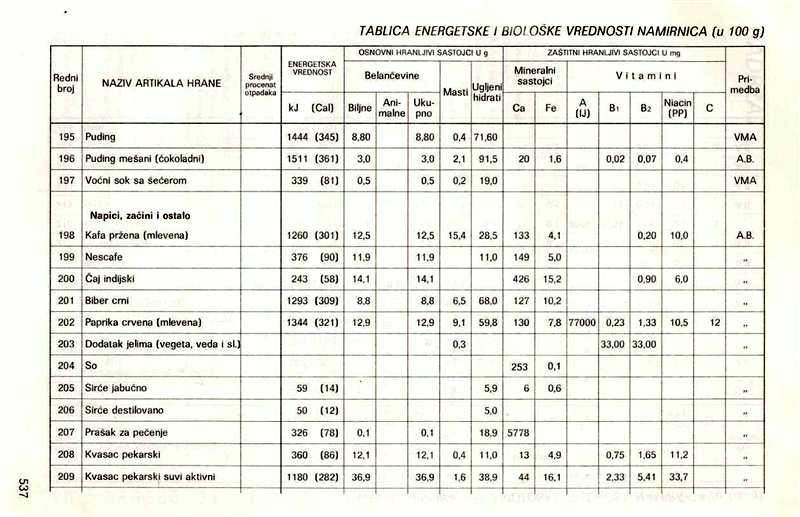 TABLICA ENERGETSKE I BIOLOŠKE VREDNOSTI NAMIRNICA (u 100 g)
Redni broj NAZIV ARTIKALA HRANE Srednji procenat otpadaka ENERGETSKA VREDNOST OSNOVNI HRANLJIVI SASTOJCI U g ZAŠTITNI HRANLJIVI SASTOJCI U mg Primedba
Belančevine Masti Ugljeni hidrati Mineralni sastojci Vitamini
kJ (Cal) Biljne Animalne Ukupno Ca Fe A (IJ) B1 B2 Niacin (PP) C
195 Puding 1444 (345) 8,80 8,80 0,4 71,60 VMA
196 Puding mešani (čokoladni) 1511 (361) 3,0 3,0 2,1 91,5 20 1,6 0,02 0,07 0,4 A.B.
197 Voćni sok sa šećerom 339 (81) 0,5 0,5 0,2 19,0 VMA
Napici, začini i ostalo
198 Kafa pržena (mlevena) 1260 (301) 12,5 12,5 15,4 28,5 133 4,1 0,20 10,0 A.B.
199 Nescafe 376 (90) 11,9 11,9 11,0 149 5,0 „
200 Čaj indijski 243 (58) 14,1 14,1 426 15,2 0,90 6,0 „
201 Biber crni 1293 (309) 8,8 8,8 6,5 68,0 127 10,2 „
202 Paprika crvena (mlevena) 1344 (321) 12,9 12,9 9,1 59,8 130 7,8 77000 0,23 1,33 10,5 12 „
203 Dodatak jelima (vegeta, veda i sl.) 0,3 33,00 33,00 „
204 So 253 0,1 „
205 Sirće jabučno 59 (14) 5,9 6 0,6 „
206 Sirće destilovano 50 (12) 5,0 „
207 Prašak za pečenje 326 (78) 0,1 0,1 18,9 5778 „
208 Kvasac pekarski 360 (86) 12,1 12,1 0,4 11,0 13 4,9 0,75 1,65 11,2 „
209 Kvasac pekarski suvi aktivni 1180 (282) 36,9 36,9 1,6 38,9 44 16,1 2,33 5,41 33,7 „
537